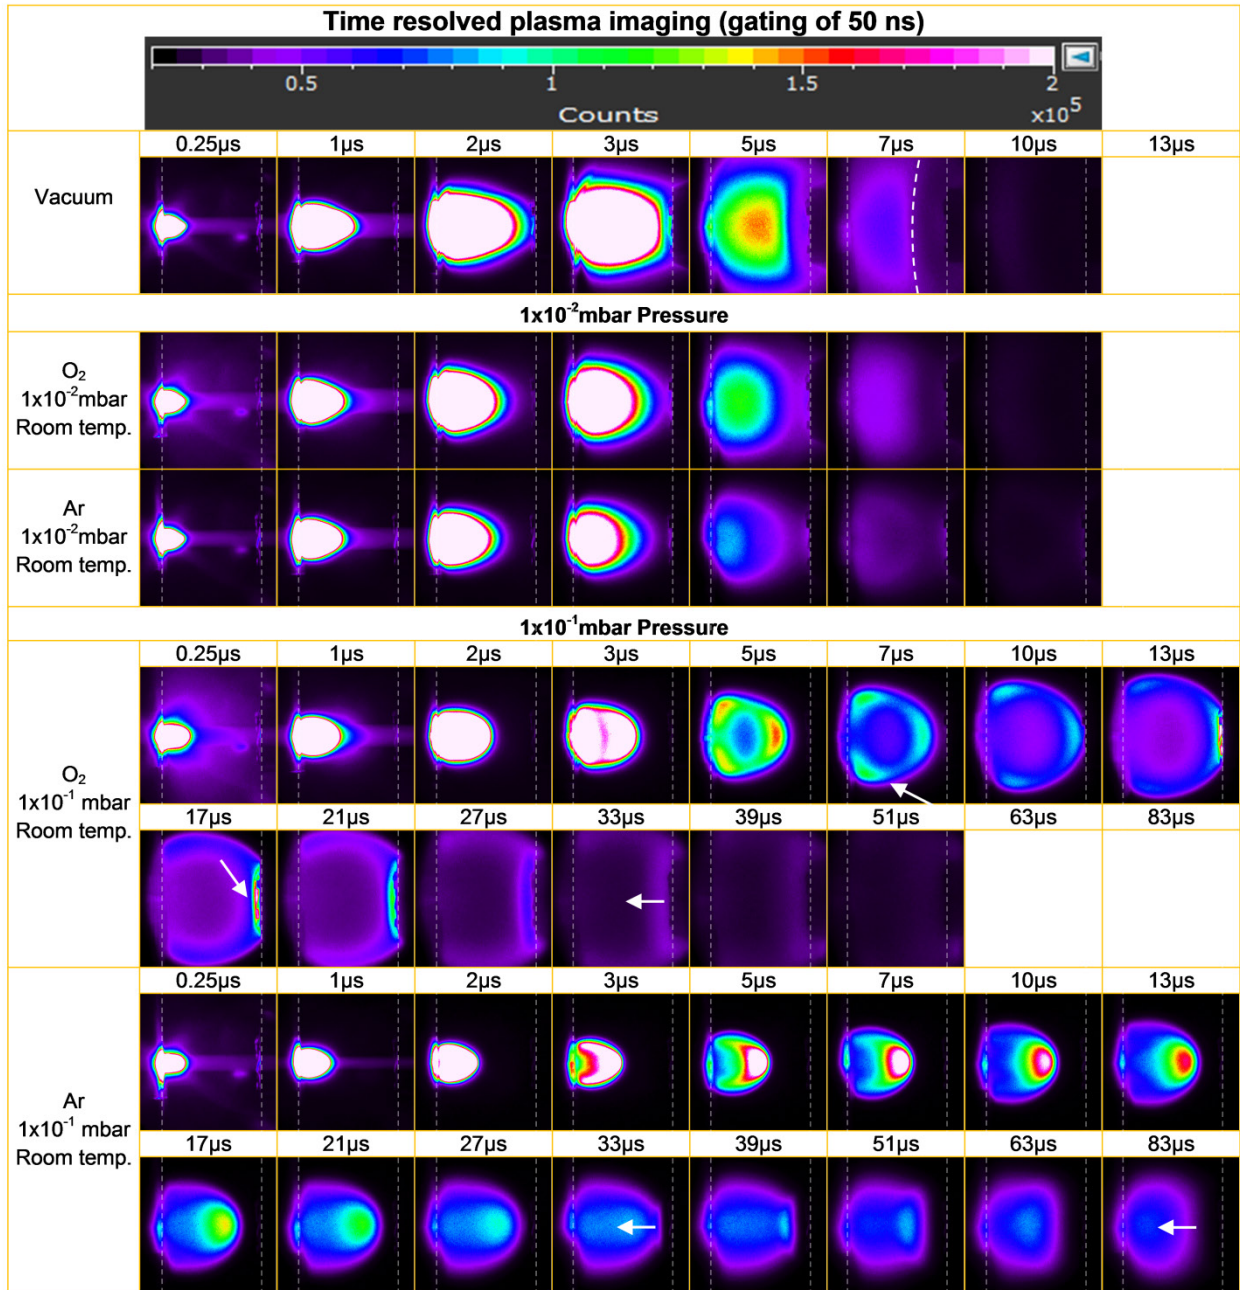 Time resolved plasma imaging (gating of 50 ns)
0.5 1 1.5 2
Counts x10⁵
0.25µs 1µs 2µs 3µs 5µs 7µs 10µs 13µs
Vacuum
1x10⁻²mbar Pressure
O₂
1x10⁻²mbar
Room temp.
Ar
1x10⁻²mbar
Room temp.
1x10⁻¹mbar Pressure
0.25µs 1µs 2µs 3µs 5µs 7µs 10µs 13µs
O₂
1x10⁻¹ mbar
Room temp.
17µs 21µs 27µs 33µs 39µs 51µs 63µs 83µs
0.25µs 1µs 2µs 3µs 5µs 7µs 10µs 13µs
Ar
1x10⁻¹ mbar
Room temp.
17µs 21µs 27µs 33µs 39µs 51µs 63µs 83µs